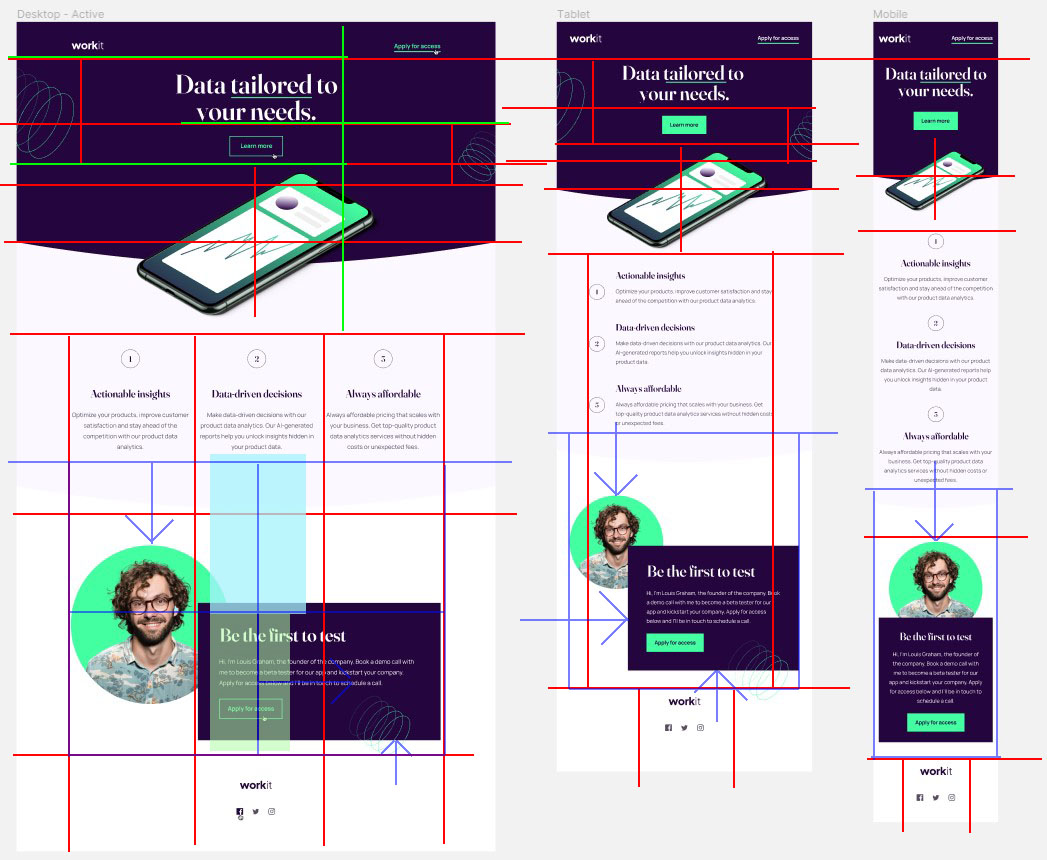 Desktop - Active
workit
Apply for access
Data tailored to
your needs.
Learn more
1
Actionable insights
Optimize your products, improve customer
satisfaction and stay ahead of the
competition with our product data
analytics.
2
Data-driven decisions
Make data-driven decisions with our
product data analytics. Our AI-generated
reports help you unlock insights hidden in
your product data.
3
Always affordable
Always affordable pricing that scales with
your business. Get top-quality product
data analytics services without hidden
costs or unexpected fees.
Be the first to test
Hi, I'm Louis Graham, the founder of the company. Book a demo call with
me to become a beta tester for our app and kickstart your company.
Apply for access below and I'll be in touch to schedule a call.
Apply for access
workit
Tablet
workit
Apply for access
Data tailored to
your needs.
Learn more
1
Actionable insights
Optimize your products, improve customer satisfaction and stay
ahead of the competition with our product data analytics.
2
Data-driven decisions
Make data-driven decisions with our product data analytics. Our
AI-generated reports help you unlock insights hidden in your
product data.
3
Always affordable
Always affordable pricing that scales with your business. Get
top-quality product data analytics services without hidden costs
or unexpected fees.
Be the first to test
Hi, I'm Louis Graham, the founder of the company. Book
a demo call with me to become a beta tester for our
app and kickstart your company. Apply for access
below and I'll be in touch to schedule a call.
Apply for access
workit
Mobile
workit
Apply for access
Data tailored to
your needs.
Learn more
1
Actionable insights
Optimize your products, improve customer
satisfaction and stay ahead of the competition
with our product data analytics.
2
Data-driven decisions
Make data-driven decisions with our product
data analytics. Our AI-generated reports help
you unlock insights hidden in your product
data.
3
Always affordable
Always affordable pricing that scales with your
business. Get top-quality product data
analytics services without hidden costs or
unexpected fees.
Be the first to test
Hi, I'm Louis Graham, the founder of
the company. Book a demo call with
me to become a beta tester for our
app and kickstart your company. Apply
for access below and I'll be in touch to
schedule a call.
Apply for access
workit